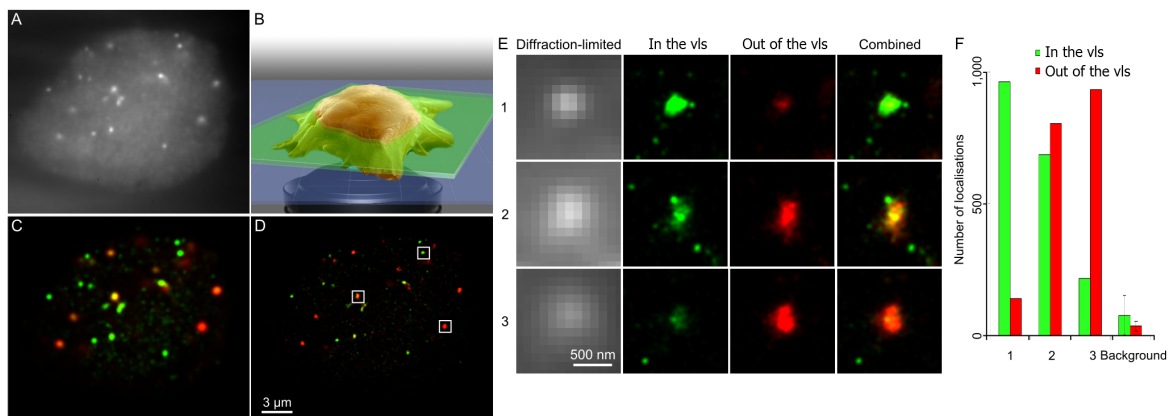 A
B
C
D
3 µm
E
Diffraction-limited
In the vls
Out of the vls
Combined
1
2
3
500 nm
F
In the vls
Out of the vls
1,000
500
0
Number of localisations
1 2 3 Background